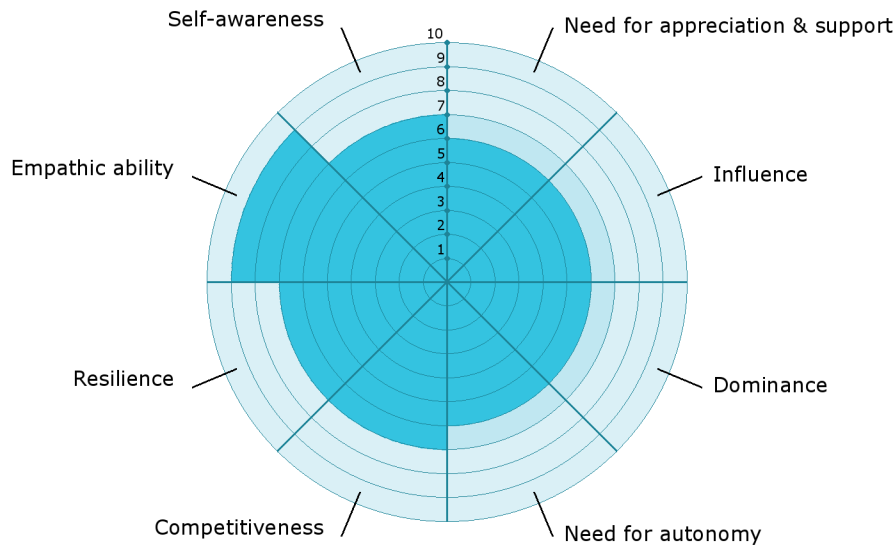 Self-awareness
Need for appreciation & support
10
9
8
7
6
5
4
3
2
1
Empathic ability
Influence
Resilience
Dominance
Competitiveness
Need for autonomy